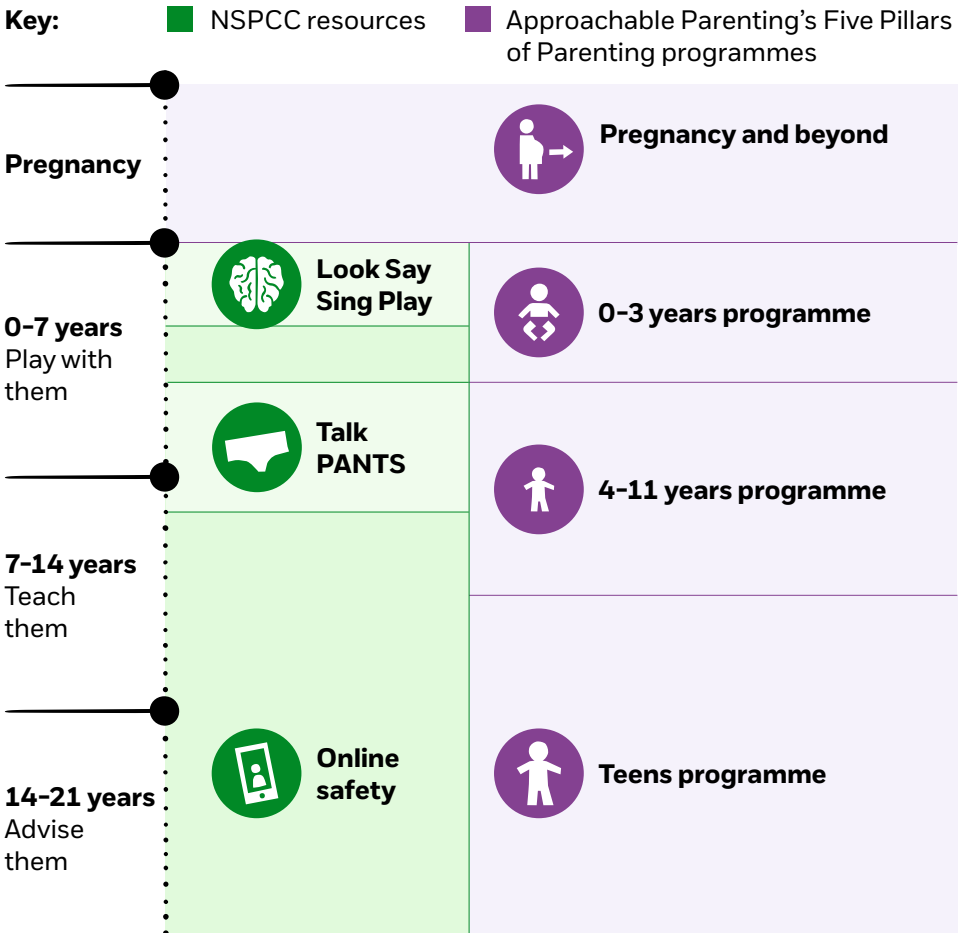 Key:
NSPCC resources
Approachable Parenting’s Five Pillars
of Parenting programmes
Pregnancy
Pregnancy and beyond
0–7 years
Play with
them
Look Say
Sing Play
0–3 years programme
Talk
PANTS
4–11 years programme
7–14 years
Teach
them
14–21 years
Advise
them
Online
safety
Teens programme